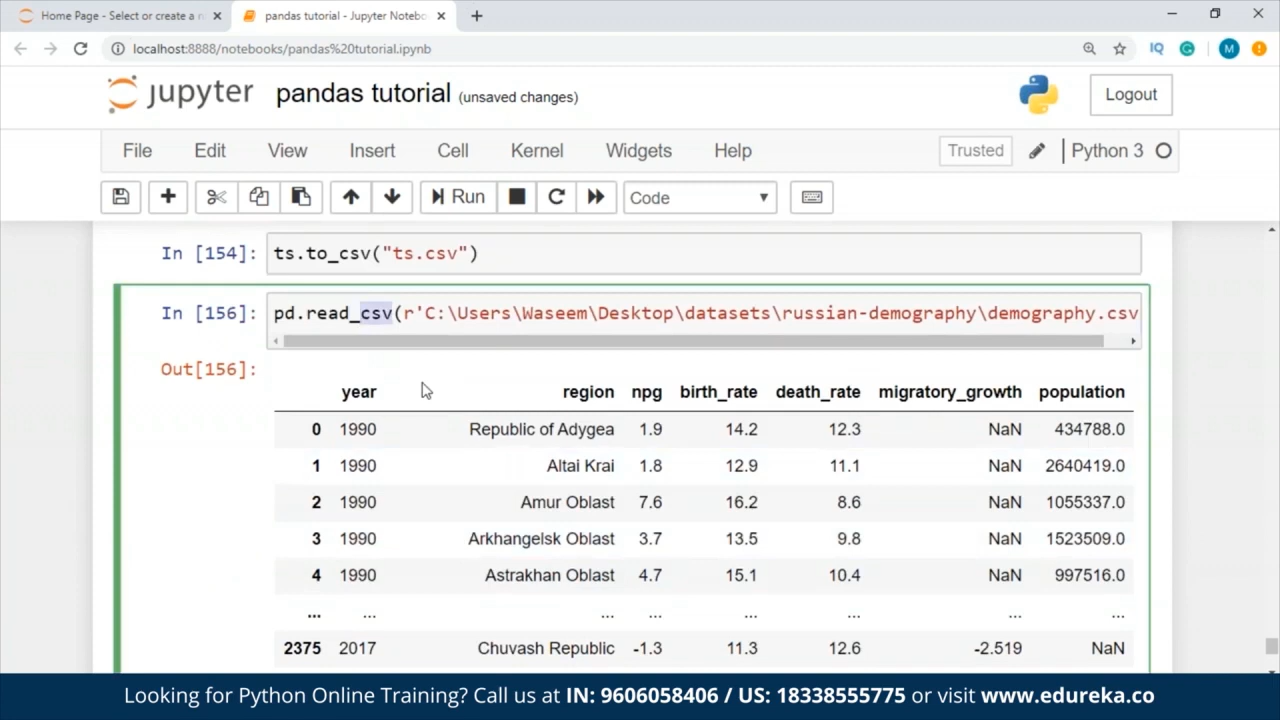 Home Page - Select or create a n
pandas tutorial - Jupyter Notebo
localhost:8888/notebooks/pandas%20tutorial.ipynb
IQ
G
M
jupyter pandas tutorial (unsaved changes)
Logout
File Edit View Insert Cell Kernel Widgets Help
Trusted
Python 3
Run
Code
In [154]: ts.to_csv("ts.csv")
In [156]: pd.read_csv(r'C:\Users\Waseem\Desktop\datasets\russian-demography\demography.csv
Out[156]:
year region npg birth_rate death_rate migratory_growth population
0 1990 Republic of Adygea 1.9 14.2 12.3 NaN 434788.0
1 1990 Altai Krai 1.8 12.9 11.1 NaN 2640419.0
2 1990 Amur Oblast 7.6 16.2 8.6 NaN 1055337.0
3 1990 Arkhangelsk Oblast 3.7 13.5 9.8 NaN 1523509.0
4 1990 Astrakhan Oblast 4.7 15.1 10.4 NaN 997516.0
... ... ... ... ... ... ... ...
2375 2017 Chuvash Republic -1.3 11.3 12.6 -2.519 NaN
Looking for Python Online Training? Call us at IN: 9606058406 / US: 18338555775 or visit www.edureka.co